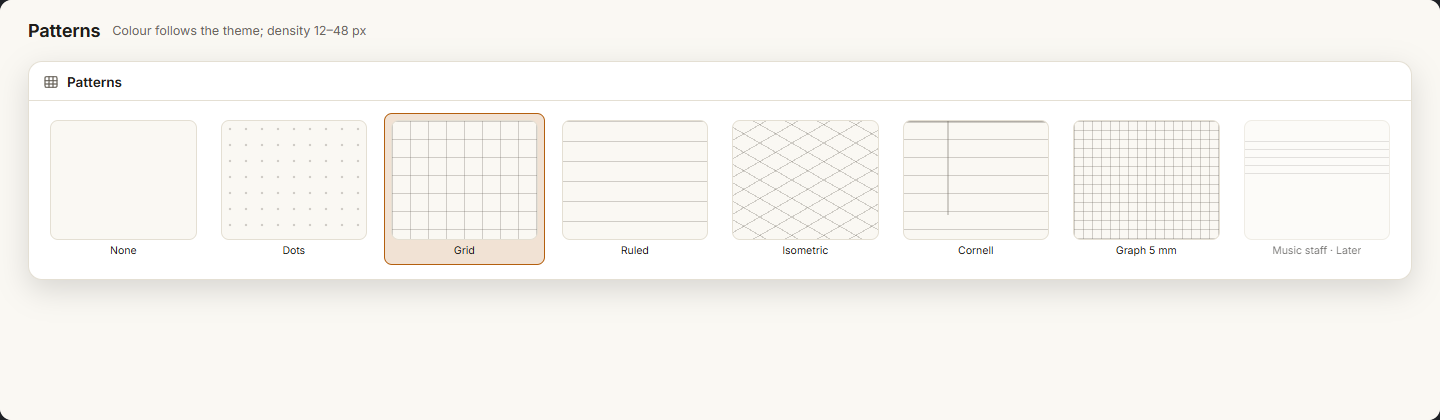 Patterns Colour follows the theme; density 12–48 px
Patterns
None
Dots
Grid
Ruled
Isometric
Cornell
Graph 5 mm
Music staff · Later